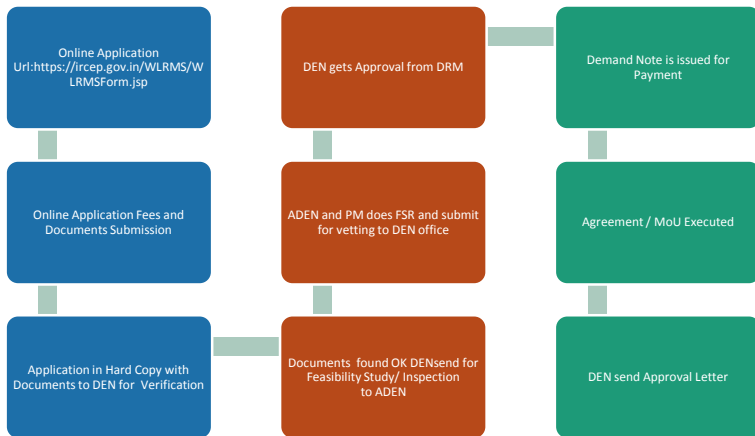 Online Application
Url:https://ircep.gov.in/WLRMS/W
LRMSForm.jsp
Online Application Fees and
Documents Submission
Application in Hard Copy with
Documents to DEN for Verification
Documents found OK DENsend for
Feasibility Study/ Inspection
to ADEN
ADEN and PM does FSR and submit
for vetting to DEN office
DEN gets Approval from DRM
Demand Note is issued for
Payment
Agreement / MoU Executed
DEN send Approval Letter